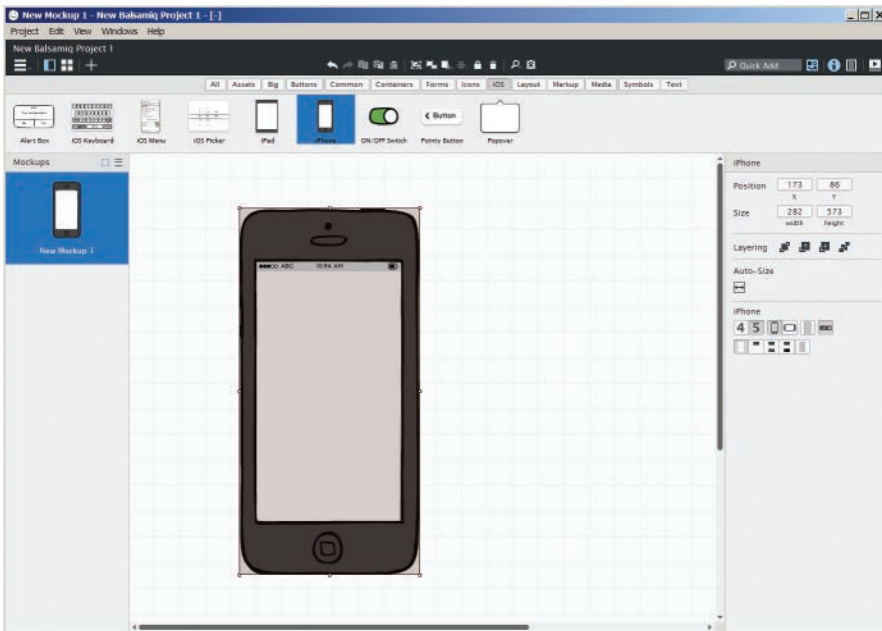 New Mockup 1 - New Balsamiq Project 1 - [-]
Project Edit View Windows Help
New Balsamiq Project 1
Quick Add
All Assets Big Buttons Common Containers Forms Icons iOS Layout Markup Media Symbols Text
Button
Alert Box iOS Keyboard iOS Menu iOS Picker iPad iPhone ON/OFF Switch Pointy Button Popover
Mockups
New Mockup 1
ABC 10:54 AM
iPhone
Position 173 86
X Y
Size 282 573
width height
Layering
Auto-Size
iPhone
4 5